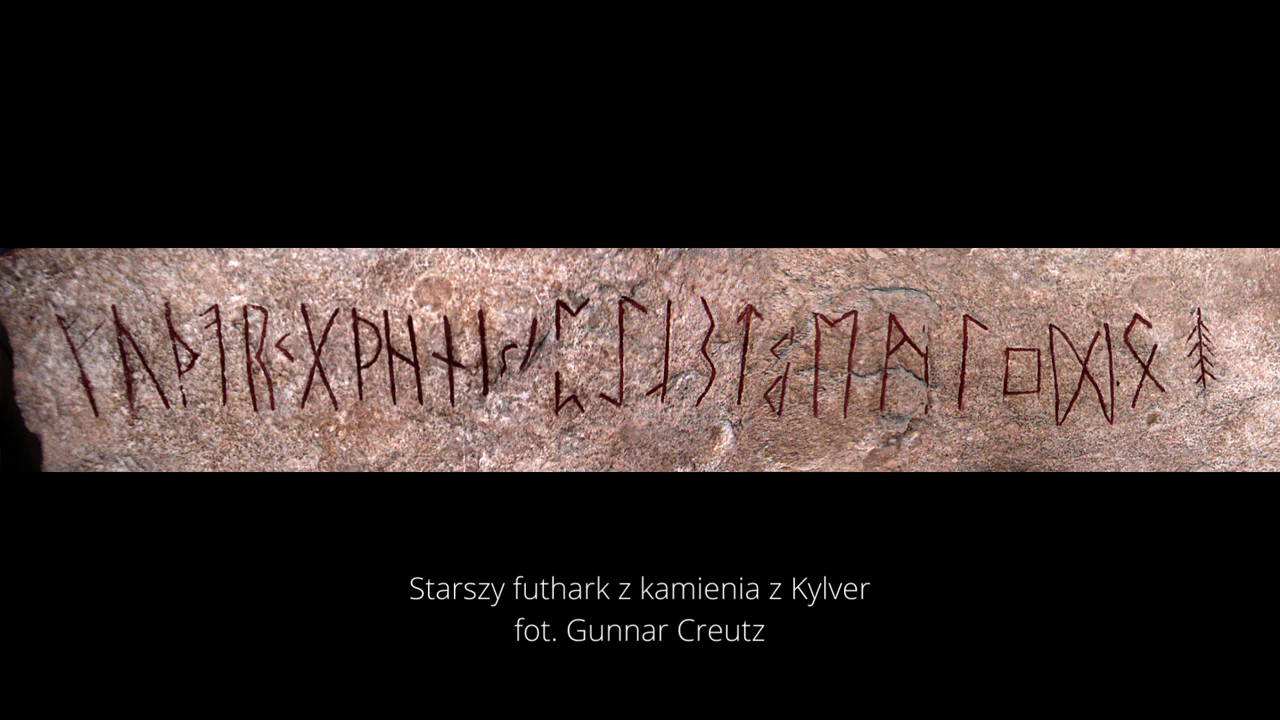 ᚠᚢᚦᚨᚱᚲᚷᚹᚺᚾᛁᛃᛈᛇᛉᛊᛏᛒᛖᛗᛚᛜᛞᛟ
Starszy futhark z kamienia z Kylver
fot. Gunnar Creutz